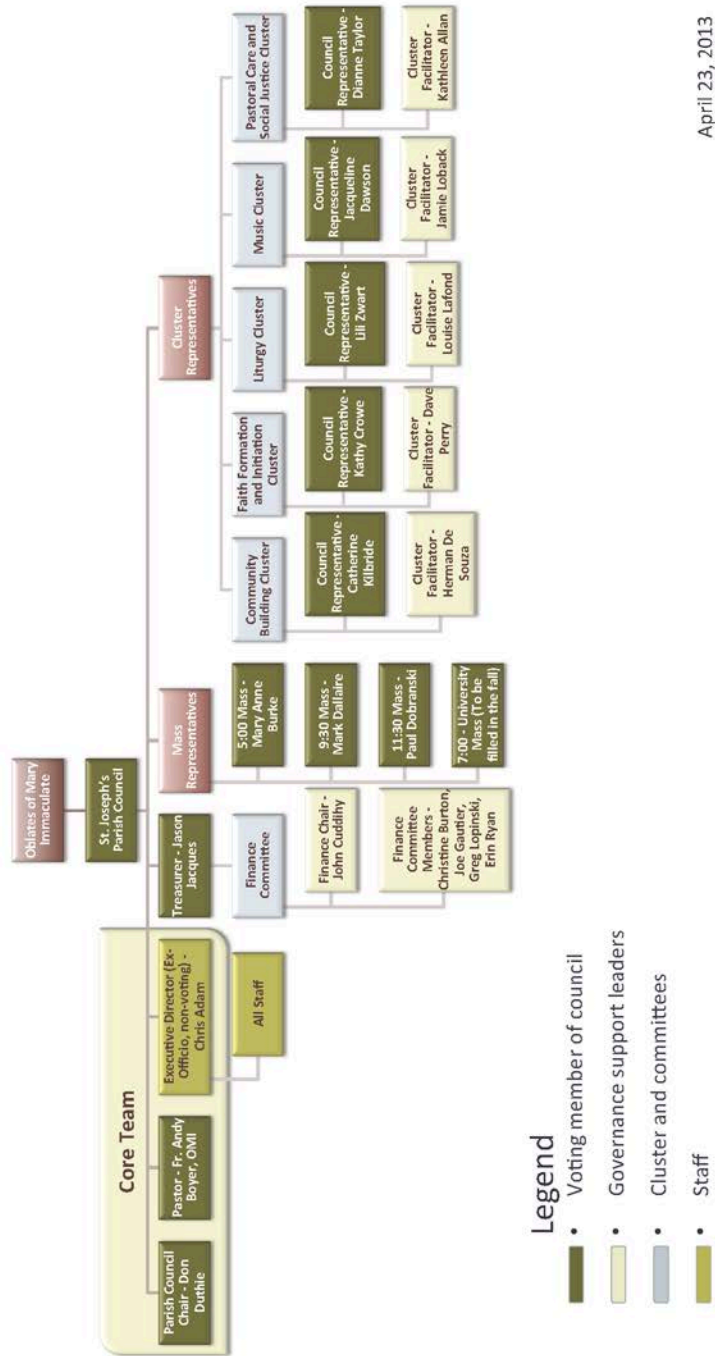 Oblates of Mary
Immaculate
St. Joseph's
Parish Council
Core Team
Parish Council
Chair - Don
Duthie
Pastor - Fr. Andy
Boyer, OMI
Executive Director (Ex-
Officio, non-voting) -
Chris Adam
All Staff
Treasurer - Jason
Jacques
Finance
Committee
Finance Chair -
John Cuddihy
Finance
Committee
Members -
Christine Burton,
Joe Gautier,
Greg Lopinski,
Erin Ryan
Mass
Representatives
5:00 Mass -
Mary Anne
Burke
9:30 Mass -
Mark Dallaire
11:30 Mass -
Paul Dobranski
7:00 - University
Mass (To be
filled in the fall)
Cluster
Representatives
Community
Building Cluster
Council
Representative -
Catherine
Kilbride
Cluster
Facilitator -
Herman De
Souza
Faith Formation
and Initiation
Cluster
Council
Representative -
Kathy Crowe
Cluster
Facilitator - Dave
Perry
Liturgy Cluster
Council
Representative -
Lili Zwart
Cluster
Facilitator -
Louise Lafond
Music Cluster
Council
Representative -
Jacqueline
Dawson
Cluster
Facilitator -
Jamie Loback
Pastoral Care and
Social Justice Cluster
Council
Representative -
Dianne Taylor
Cluster
Facilitator -
Kathleen Allan
Legend
• Voting member of council
• Governance support leaders
• Cluster and committees
• Staff
April 23, 2013